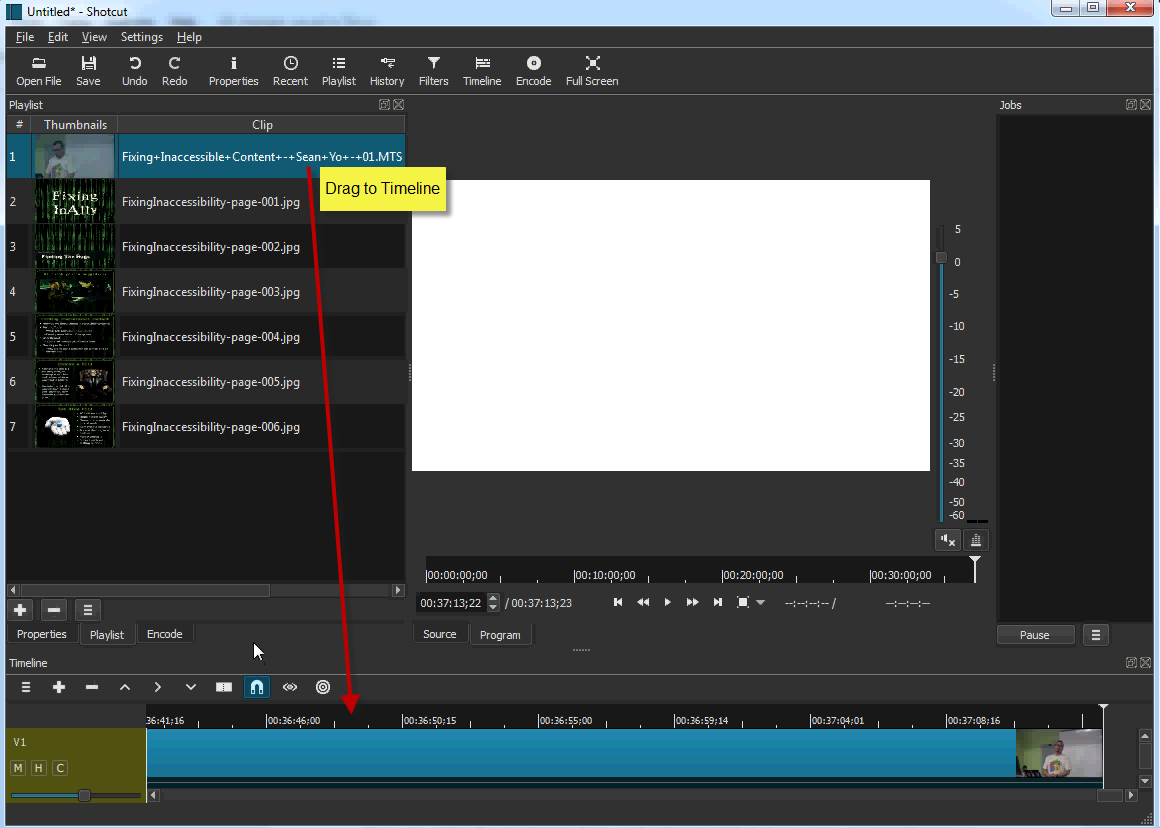 Untitled* - Shotcut
File Edit View Settings Help
Open File Save Undo Redo Properties Recent Playlist History Filters Timeline Encode Full Screen
Playlist
# Thumbnails Clip
1 Fixing+Inaccessible+Content+-+Sean+Yo+-+01.MTS
Drag to Timeline
2 Fixing InA11y FixingInaccessibility-page-001.jpg
3 FixingInaccessibility-page-002.jpg
4 FixingInaccessibility-page-003.jpg
5 FixingInaccessibility-page-004.jpg
6 FixingInaccessibility-page-005.jpg
7 FixingInaccessibility-page-006.jpg
Properties Playlist Encode
5
0
-5
-10
-15
-20
-25
-30
-35
-40
-50
-60
00:00:00;00 00:10:00;00 00:20:00;00 00:30:00;00
00:37:13;22 / 00:37:13;23 --:--:--:-- / --:--:--:--
Source Program
Jobs
Pause
Timeline
36:41;16 00:36:46;00 00:36:50;15 00:36:55;00 00:36:59;14 00:37:04;01 00:37:08;16
V1
M H C